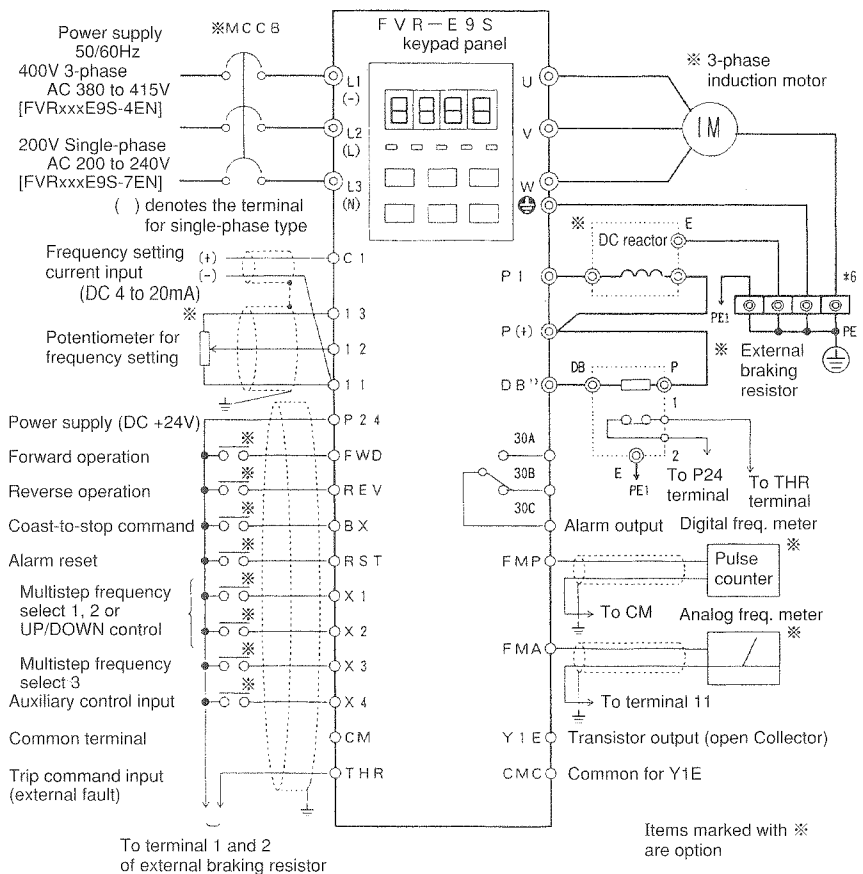 Power supply
50/60Hz
400V 3-phase
AC 380 to 415V
[FVRxxxE9S-4EN]
200V Single-phase
AC 200 to 240V
[FVRxxxE9S-7EN]
( ) denotes the terminal
for single-phase type
※MCCB
FVR-E9S
keypad panel
8888
L1
(-)
L2
(L)
L3
(N)
U
V
W
※ 3-phase
induction motor
IM
Frequency setting
current input
(DC 4 to 20mA)
(+)
(-)
C1
※
13
Potentiometer for
frequency setting
12
11
※
DC reactor
E
P1
P(+)
DB*)
※
DB
P
1
2
E
PE1
PE1
*6
PE
External
braking
resistor
To P24
terminal
To THR
terminal
Power supply (DC +24V)
P24
Forward operation
※
FWD
Reverse operation
※
REV
Coast-to-stop command
※
BX
Alarm reset
※
RST
Multistep frequency
select 1, 2 or
UP/DOWN control
※
X1
※
X2
Multistep frequency
select 3
※
X3
Auxiliary control input
※
X4
Common terminal
CM
Trip command input
(external fault)
THR
To terminal 1 and 2
of external braking resistor
30A
30B
30C
Alarm output
Digital freq. meter
※
FMP
Pulse
counter
To CM
Analog freq. meter
※
FMA
To terminal 11
Y1E
Transistor output (open Collector)
CMC
Common for Y1E
Items marked with ※
are option